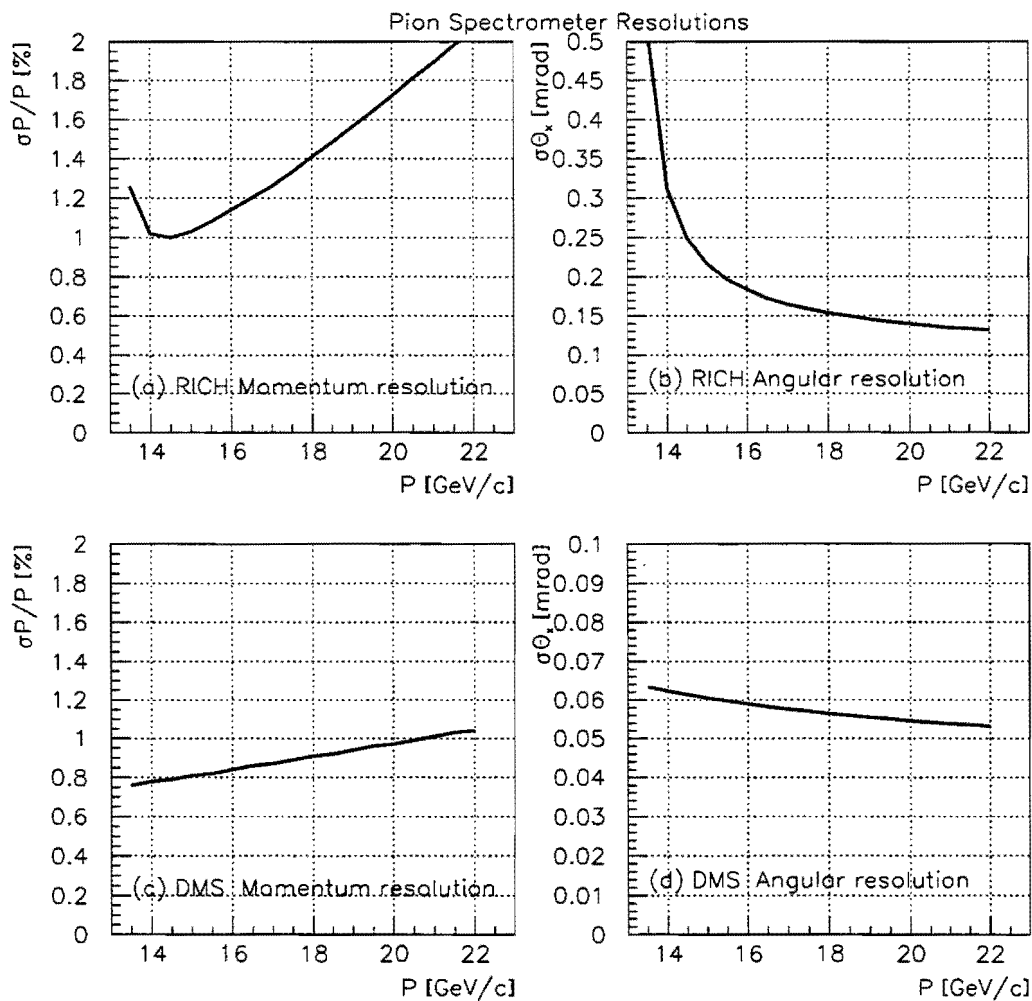 Pion Spectrometer Resolutions
σP/P [%]
2
1.8
1.6
1.4
1.2
1
0.8
0.6
0.4
0.2
0
(a) RICH Momentum resolution
14 16 18 20 22
P [GeV/c]
σΘx [mrad]
0.5
0.45
0.4
0.35
0.3
0.25
0.2
0.15
0.1
0.05
0
(b) RICH Angular resolution
14 16 18 20 22
P [GeV/c]
σP/P [%]
2
1.8
1.6
1.4
1.2
1
0.8
0.6
0.4
0.2
0
(c) DMS Momentum resolution
14 16 18 20 22
P [GeV/c]
σΘx [mrad]
0.1
0.09
0.08
0.07
0.06
0.05
0.04
0.03
0.02
0.01
0
(d) DMS Angular resolution
14 16 18 20 22
P [GeV/c]